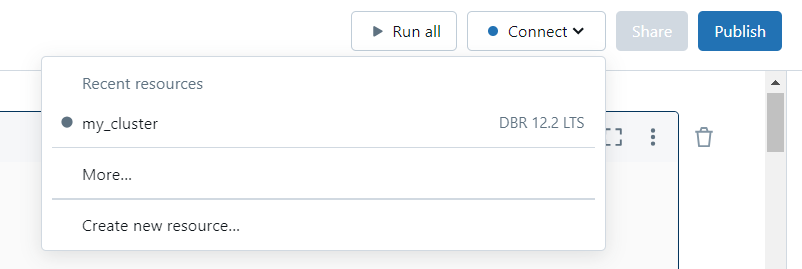 Run all
Connect
Share
Publish
Recent resources
my_cluster DBR 12.2 LTS
More...
Create new resource...